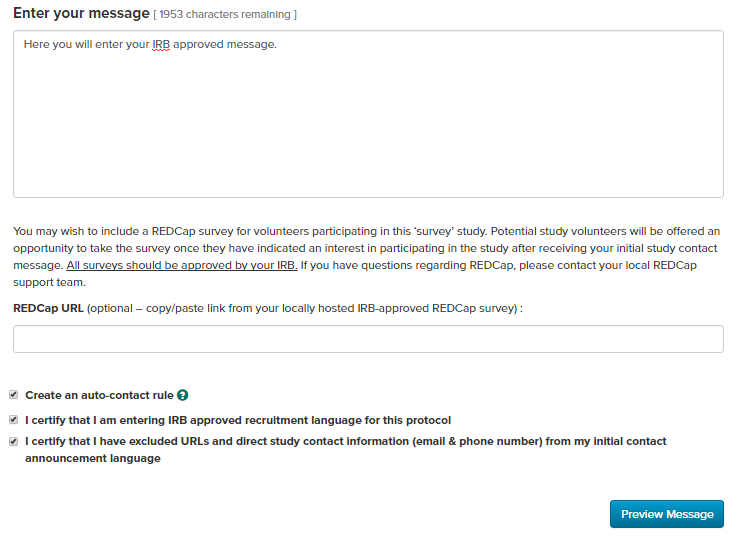 Enter your message [ 1953 characters remaining ]
Here you will enter your IRB approved message.
You may wish to include a REDCap survey for volunteers participating in this 'survey' study. Potential study volunteers will be offered an
opportunity to take the survey once they have indicated an interest in participating in the study after receiving your initial study contact
message. All surveys should be approved by your IRB. If you have questions regarding REDCap, please contact your local REDCap
support team.
REDCap URL (optional – copy/paste link from your locally hosted IRB-approved REDCap survey) :
Create an auto-contact rule ?
I certify that I am entering IRB approved recruitment language for this protocol
I certify that I have excluded URLs and direct study contact information (email & phone number) from my initial contact
announcement language
Preview Message